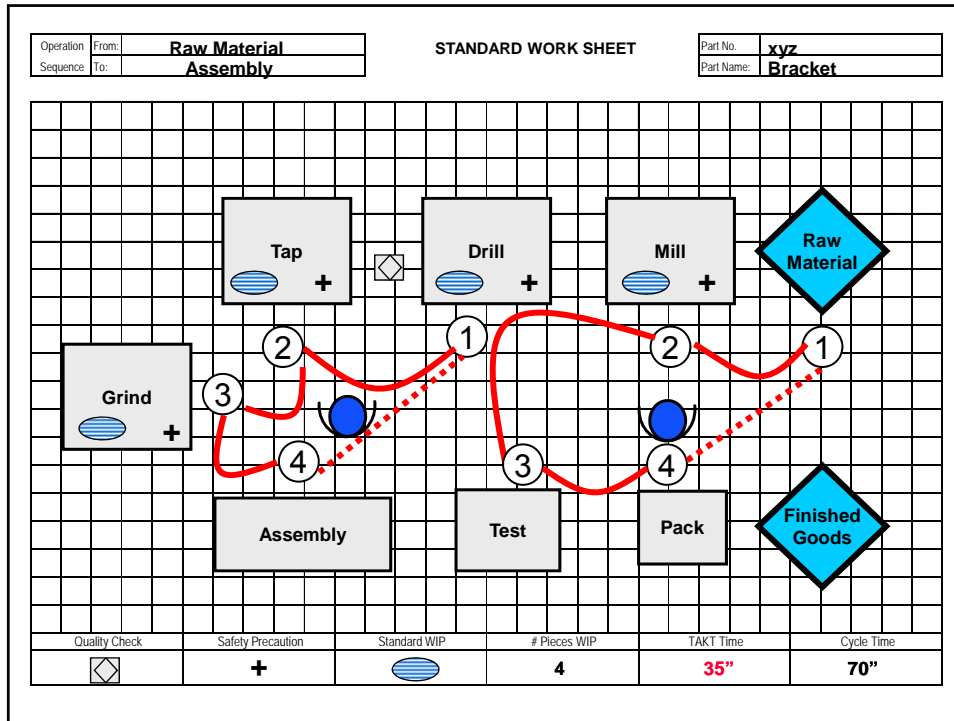 Operation From: Raw Material
Sequence To: Assembly
STANDARD WORK SHEET
Part No. xyz
Part Name: Bracket
Tap
Drill
Mill
Raw
Material
+
+
+
1
2
2
1
Grind
3
+
4
3
4
Assembly
Test
Pack
Finished
Goods
Quality Check Safety Precaution Standard WIP # Pieces WIP TAKT Time Cycle Time
+ 4 35” 70”